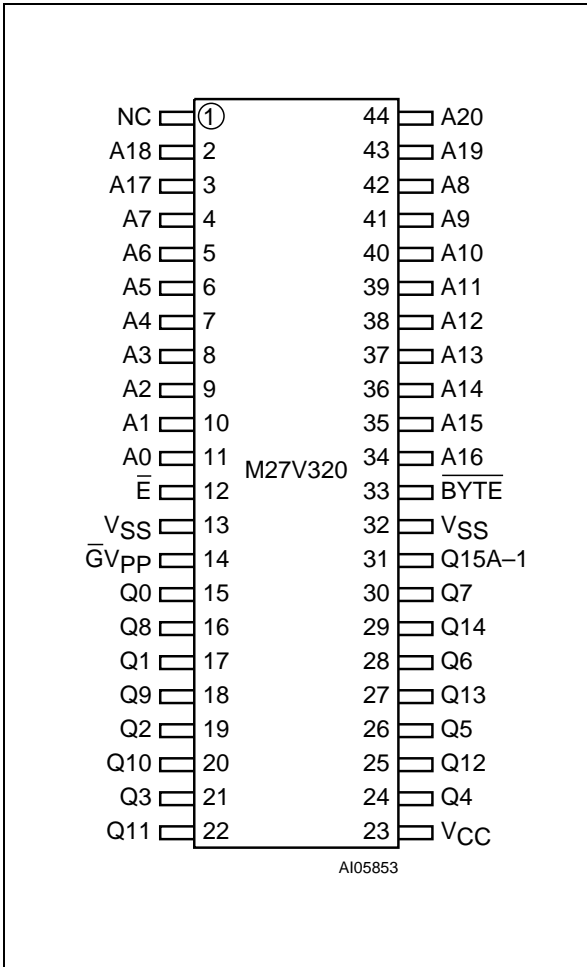 NC 1 44 A20
A18 2 43 A19
A17 3 42 A8
A7 4 41 A9
A6 5 40 A10
A5 6 39 A11
A4 7 38 A12
A3 8 37 A13
A2 9 36 A14
A1 10 35 A15
A0 11 34 A16
M27V320
E̅ 12 33 B̅Y̅T̅E̅
VSS 13 32 VSS
G̅VPP 14 31 Q15A–1
Q0 15 30 Q7
Q8 16 29 Q14
Q1 17 28 Q6
Q9 18 27 Q13
Q2 19 26 Q5
Q10 20 25 Q12
Q3 21 24 Q4
Q11 22 23 VCC
AI05853